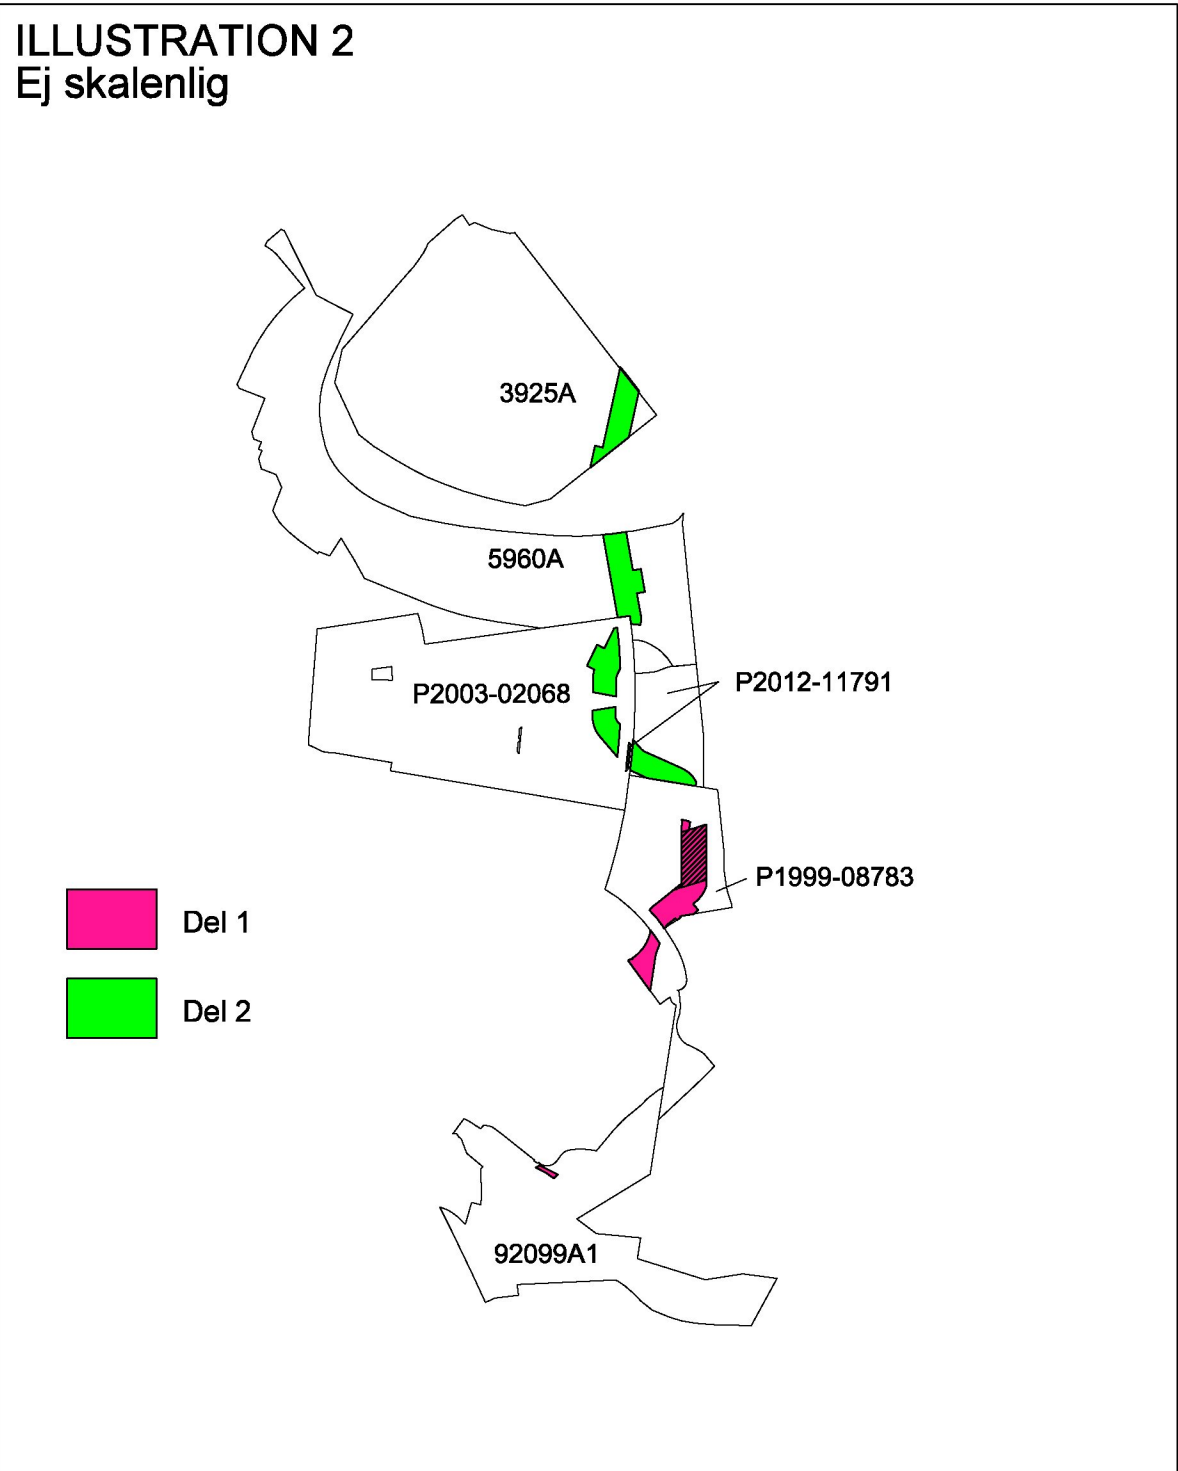 ILLUSTRATION 2
Ej skalenlig
3925A
5960A
P2003-02068
P2012-11791
P1999-08783
Del 1
Del 2
92099A1